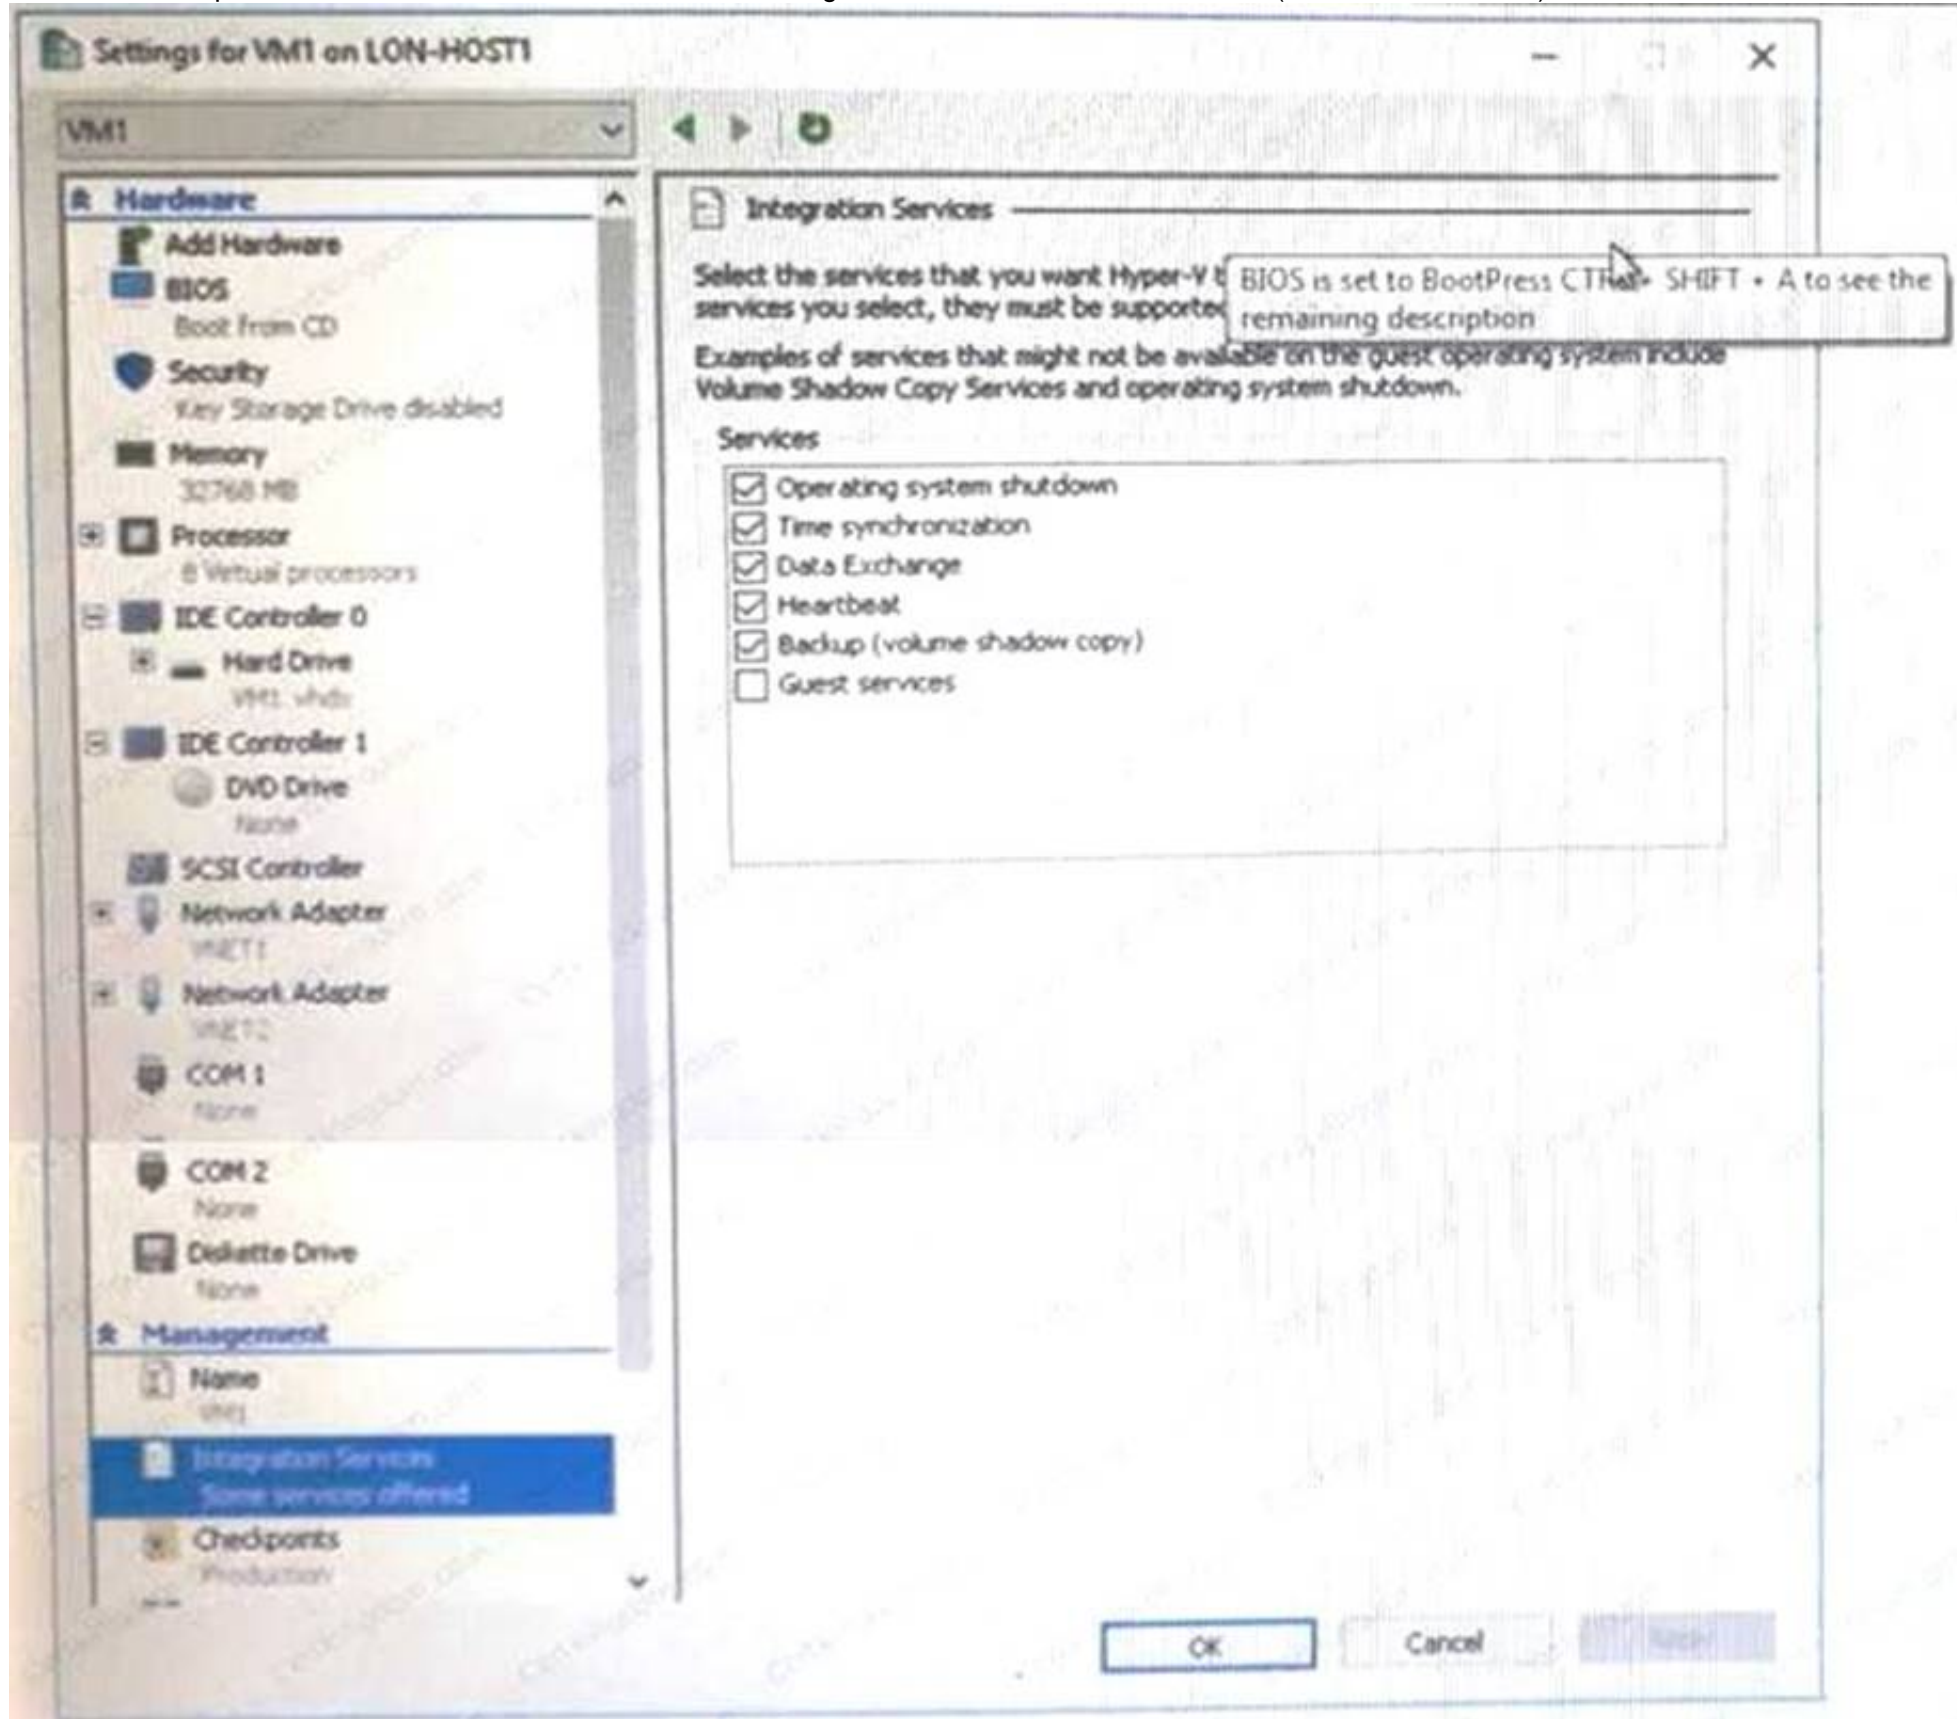 Settings for VM1 on LON-HOST1
VM1
Hardware
Add Hardware
BIOS
Boot from CD
Security
Key Storage Drive disabled
Memory
32768 MB
Processor
8 Virtual processors
IDE Controller 0
Hard Drive
VM1.vhdx
IDE Controller 1
DVD Drive
None
SCSI Controller
Network Adapter
VNET1
Network Adapter
VNET2
COM 1
None
COM 2
None
Diskette Drive
None
Management
Name
VM1
Integration Services
Some services offered
Checkpoints
Production
Integration Services
Select the services that you want Hyper-V
services you select, they must be supported
BIOS is set to BootPress CTRL+ SHIFT + A to see the
remaining description
Examples of services that might not be available on the guest operating system include
Volume Shadow Copy Services and operating system shutdown.
Services
Operating system shutdown
Time synchronization
Data Exchange
Heartbeat
Backup (volume shadow copy)
Guest services
OK
Cancel